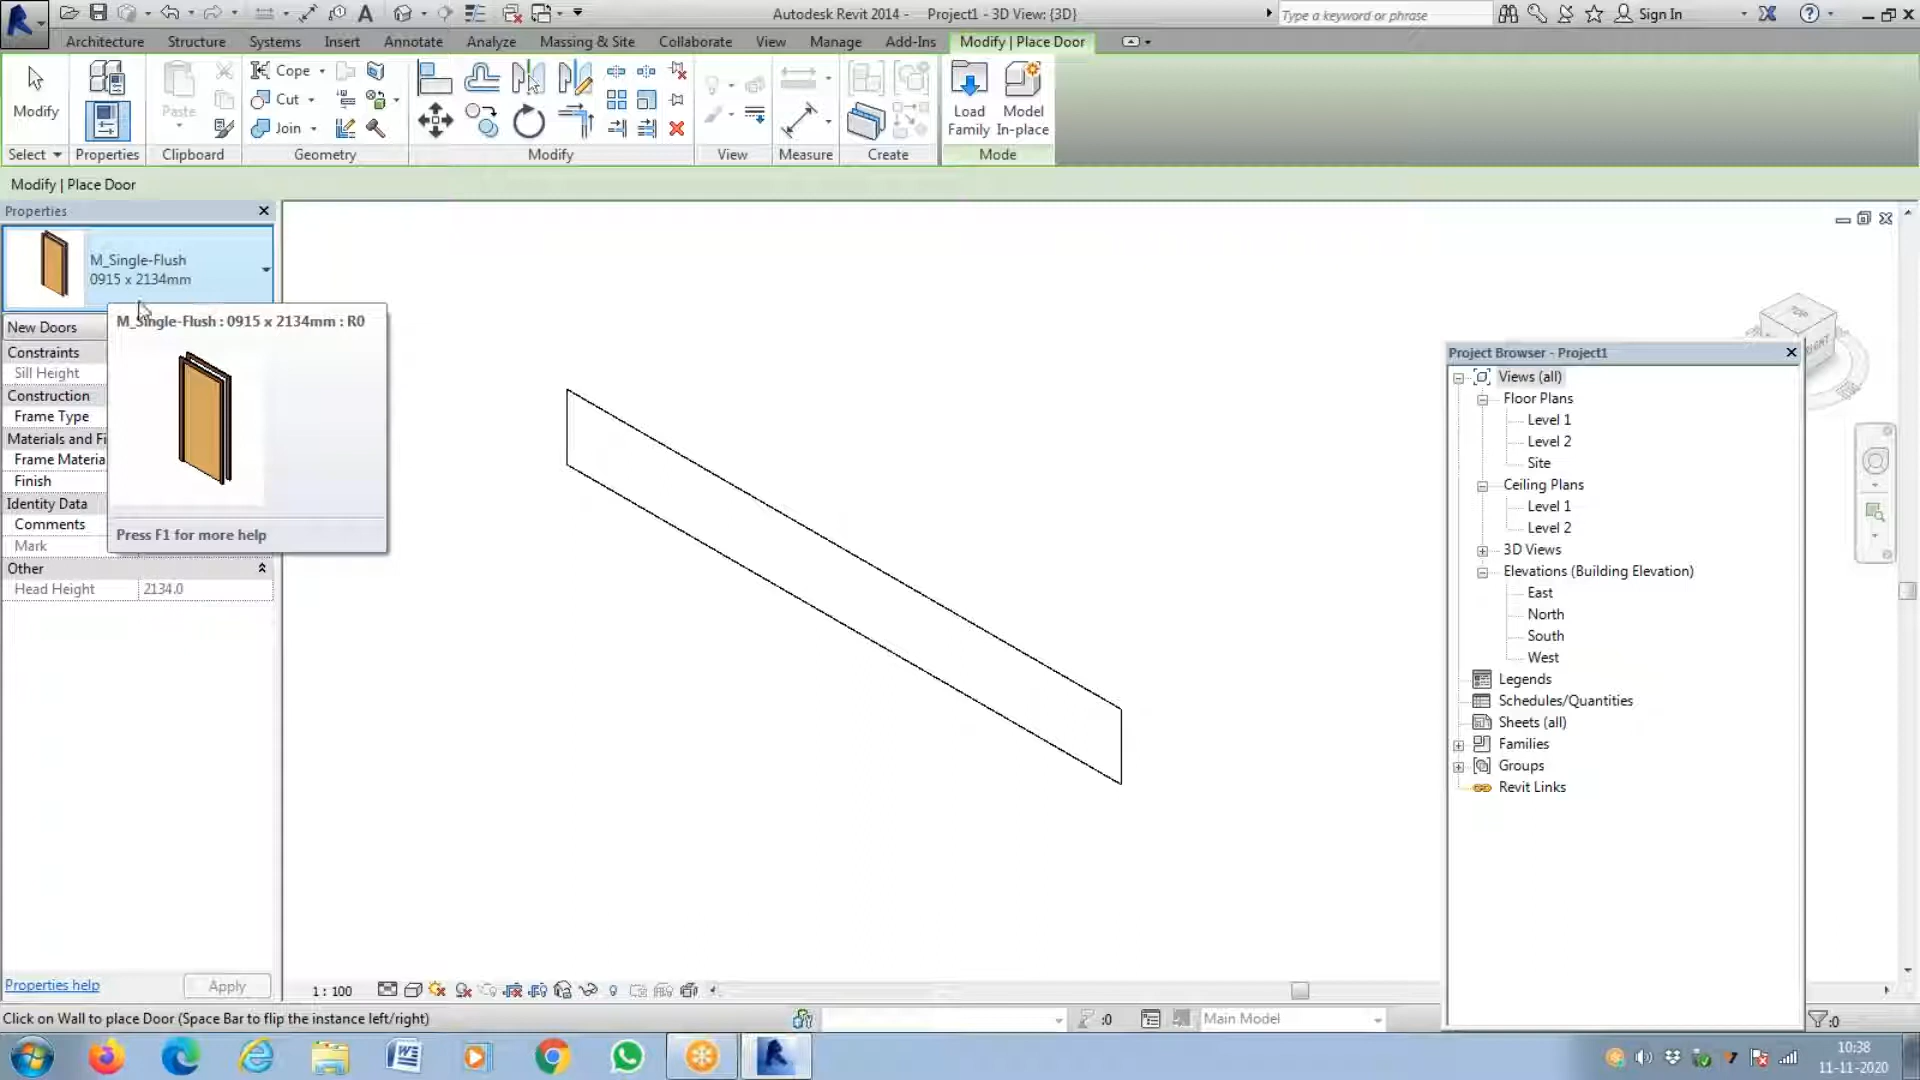 Autodesk Revit 2014 - Project1 - 3D View: {3D}
Type a keyword or phrase
Sign In
Architecture Structure Systems Insert Annotate Analyze Massing & Site Collaborate View Manage Add-Ins Modify | Place Door
Modify
Paste
Cope
Cut
Join
Load Family
Model In-place
Select Properties Clipboard Geometry Modify View Measure Create Mode
Modify | Place Door
Properties
M_Single-Flush
0915 x 2134mm
M_Single-Flush : 0915 x 2134mm : R0
Press F1 for more help
New Doors
Constraints
Sill Height
Construction
Frame Type
Materials and Fi
Frame Materia
Finish
Identity Data
Comments
Mark
Other
Head Height 2134.0
Properties help
Apply
RIGHT
Project Browser - Project1
Views (all)
Floor Plans
Level 1
Level 2
Site
Ceiling Plans
Level 1
Level 2
3D Views
Elevations (Building Elevation)
East
North
South
West
Legends
Schedules/Quantities
Sheets (all)
Families
Groups
Revit Links
1 : 100
Click on Wall to place Door (Space Bar to flip the instance left/right)
:0
Main Model
:0
10:38
11-11-2020